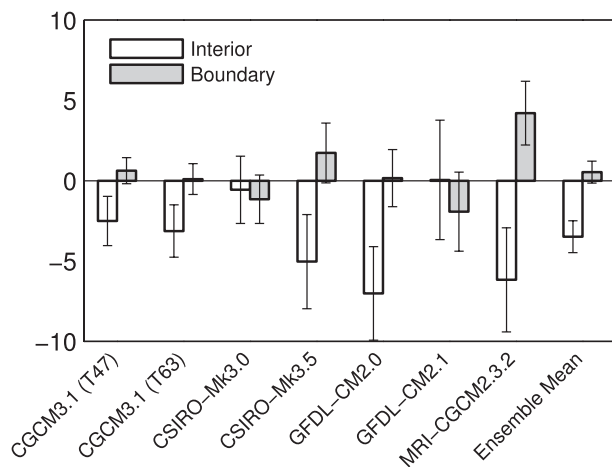 10
Interior
Boundary
5
0
−5
−10
CGCM3.1 (T47)
CGCM3.1 (T63)
CSIRO−Mk3.0
CSIRO−Mk3.5
GFDL−CM2.0
GFDL−CM2.1
MRI−CGCM2.3.2
Ensemble Mean